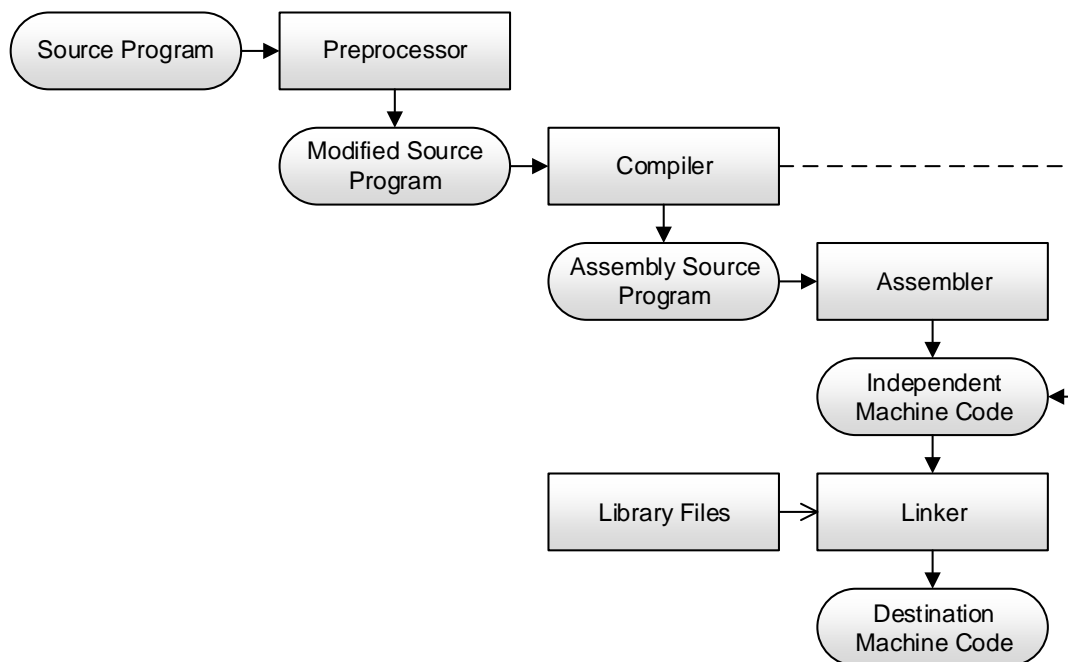 Source Program
Preprocessor
Modified Source
Program
Compiler
Assembly Source
Program
Assembler
Independent
Machine Code
Library Files
Linker
Destination
Machine Code